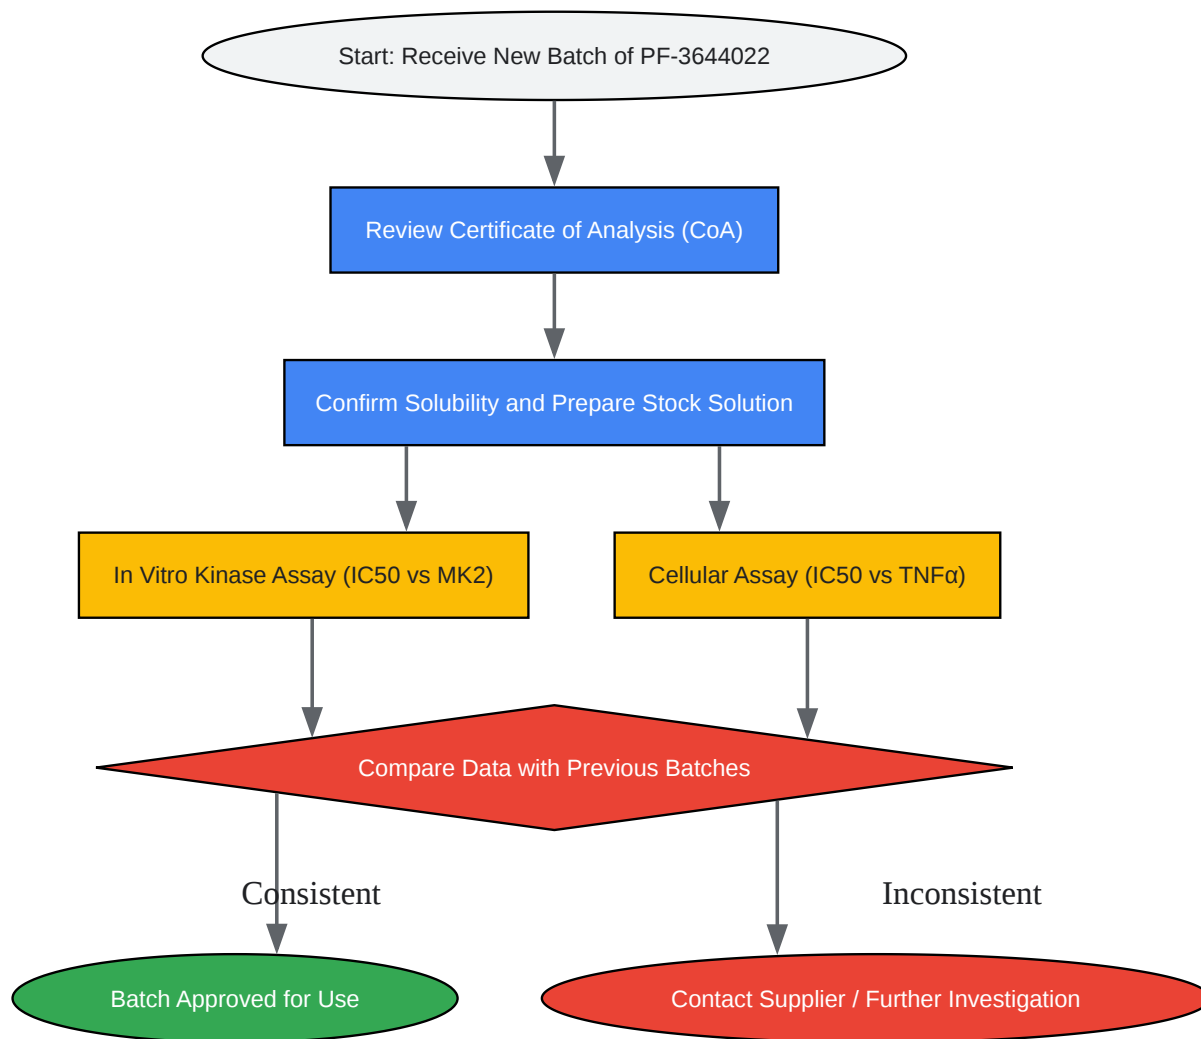 Start: Receive New Batch of PF-3644022
Review Certificate of Analysis (CoA)
Confirm Solubility and Prepare Stock Solution
In Vitro Kinase Assay (IC50 vs MK2)
Cellular Assay (IC50 vs TNFα)
Compare Data with Previous Batches
Consistent
Inconsistent
Batch Approved for Use
Contact Supplier / Further Investigation